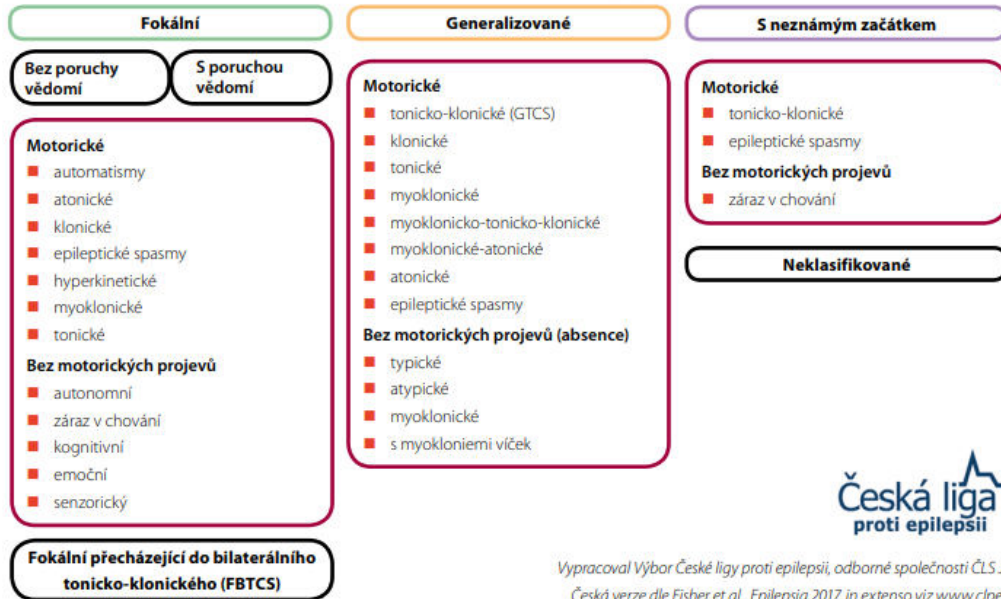 Fokální
Bez poruchy
vědomí
S poruchou
vědomí
Motorické
automatismy
atonické
klonické
epileptické spasmy
hyperkinetické
myoklonické
tonické
Bez motorických projevů
autonomní
záraz v chování
kognitivní
emoční
senzorický
Fokální přecházející do bilaterálního
tonicko-klonického (FBTCS)
Generalizované
Motorické
tonicko-klonické (GTCS)
klonické
tonické
myoklonické
myoklonicko-tonicko-klonické
myoklonické-atonické
atonické
epileptické spasmy
Bez motorických projevů (absence)
typické
atypické
myoklonické
s myokloniemi víček
S neznámým začátkem
Motorické
tonicko-klonické
epileptické spasmy
Bez motorických projevů
záraz v chování
Neklasifikované
Česká liga
proti epilepsii
Vypracoval Výbor České ligy proti epilepsii, odborné společnosti ČLS
Česká verze dle Fisher et al., Epilepsia 2017 in extenso viz www.clpe